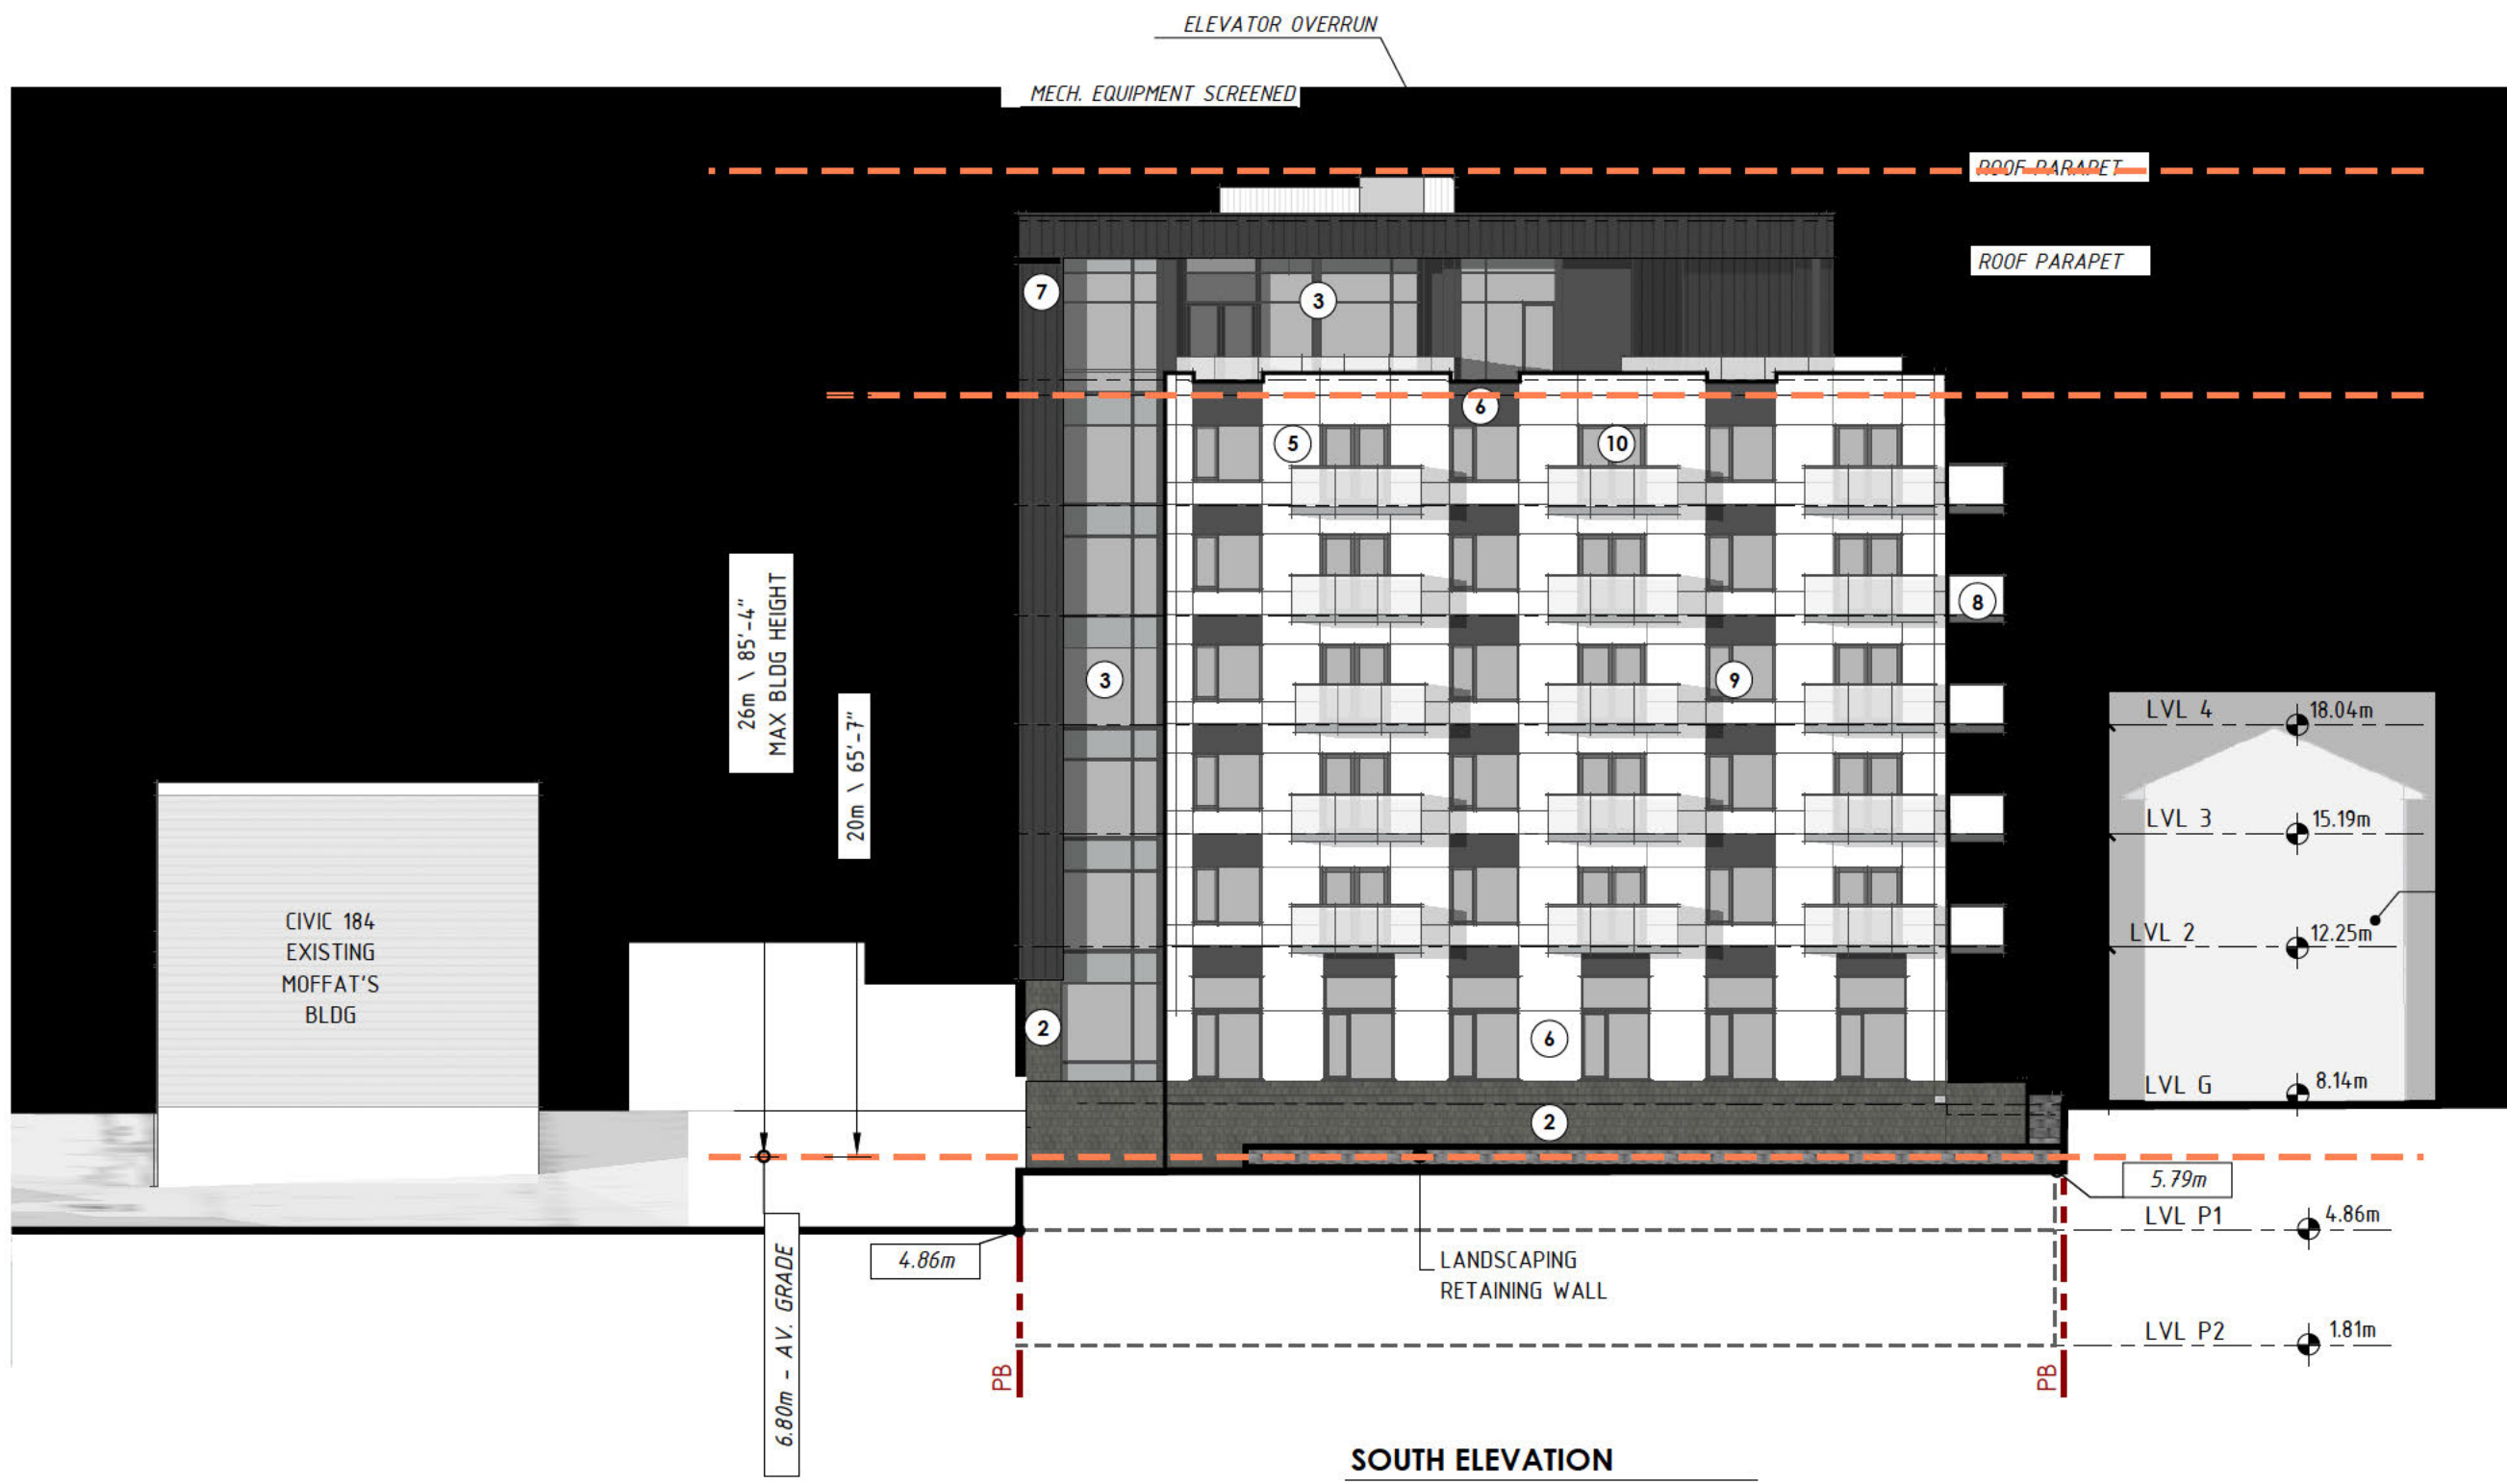 ELEVATOR OVERRUN
MECH. EQUIPMENT SCREENED
ROOF PARAPET
ROOF PARAPET
7
3
6
5
10
26m \ 85'-4"
MAX BLDG HEIGHT
20m \ 65'-7"
8
3
9
LVL 4 18.04m
LVL 3 15.19m
CIVIC 184
EXISTING
MOFFAT'S
BLDG
LVL 2 12.25m
2
6
LVL G 8.14m
2
5.79m
LVL P1 4.86m
6.80m - AV. GRADE
4.86m
LANDSCAPING
RETAINING WALL
LVL P2 1.81m
PB
PB
SOUTH ELEVATION